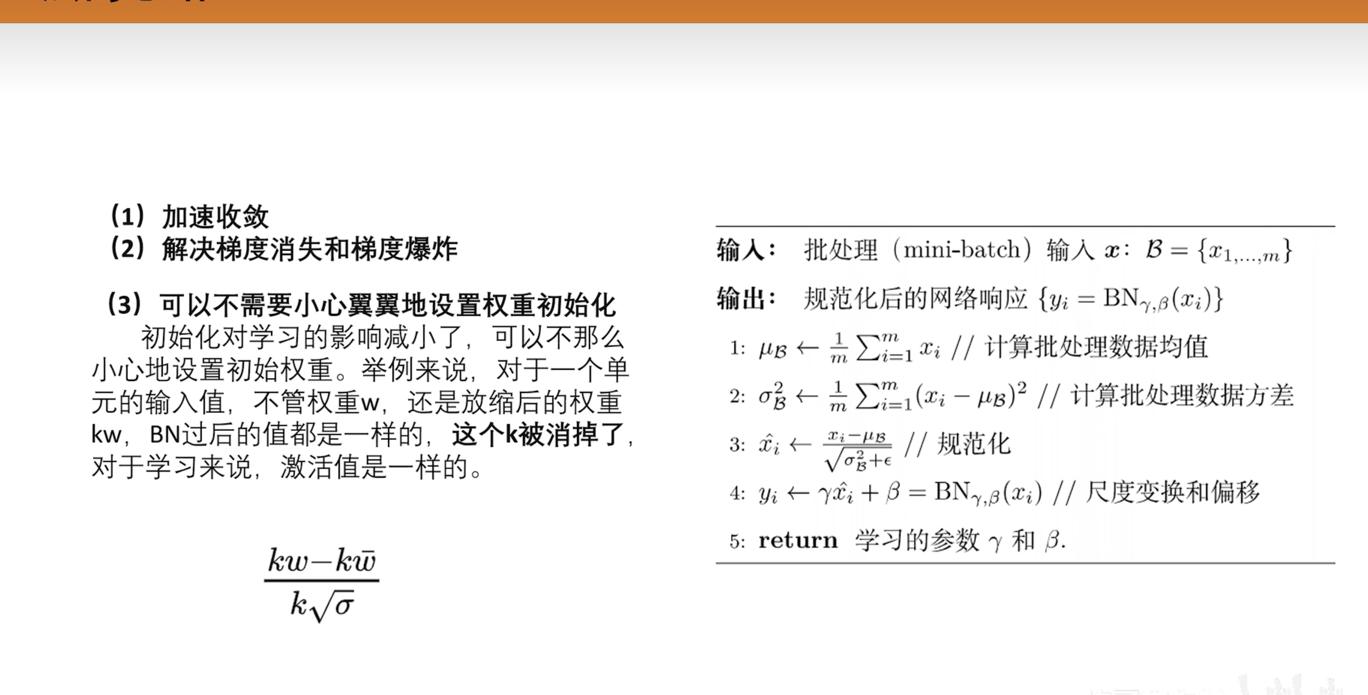 (1) 加速收敛
(2) 解决梯度消失和梯度爆炸
(3) 可以不需要小心翼翼地设置权重初始化
初始化对学习的影响减小了，可以不那么
小心地设置初始权重。举例来说，对于一个单
元的输入值，不管权重w，还是放缩后的权重
kw，BN过后的值都是一样的，这个k被消掉了，
对于学习来说，激活值是一样的。
$\frac{kw - k\bar{w}}{k\sqrt{\sigma}}$
输入： 批处理（mini-batch）输入 $x$： $\mathcal{B} = \{x_{1,\ldots,m}\}$
输出： 规范化后的网络响应 $\{y_i = \mathrm{BN}_{\gamma,\beta}(x_i)\}$
1: $\mu_{\mathcal{B}} \leftarrow \frac{1}{m}\sum_{i=1}^{m} x_i$ // 计算批处理数据均值
2: $\sigma_{\mathcal{B}}^2 \leftarrow \frac{1}{m}\sum_{i=1}^{m}(x_i - \mu_{\mathcal{B}})^2$ // 计算批处理数据方差
3: $\hat{x}_i \leftarrow \frac{x_i - \mu_{\mathcal{B}}}{\sqrt{\sigma_{\mathcal{B}}^2 + \epsilon}}$ // 规范化
4: $y_i \leftarrow \gamma\hat{x}_i + \beta = \mathrm{BN}_{\gamma,\beta}(x_i)$ // 尺度变换和偏移
5: return 学习的参数 $\gamma$ 和 $\beta$.